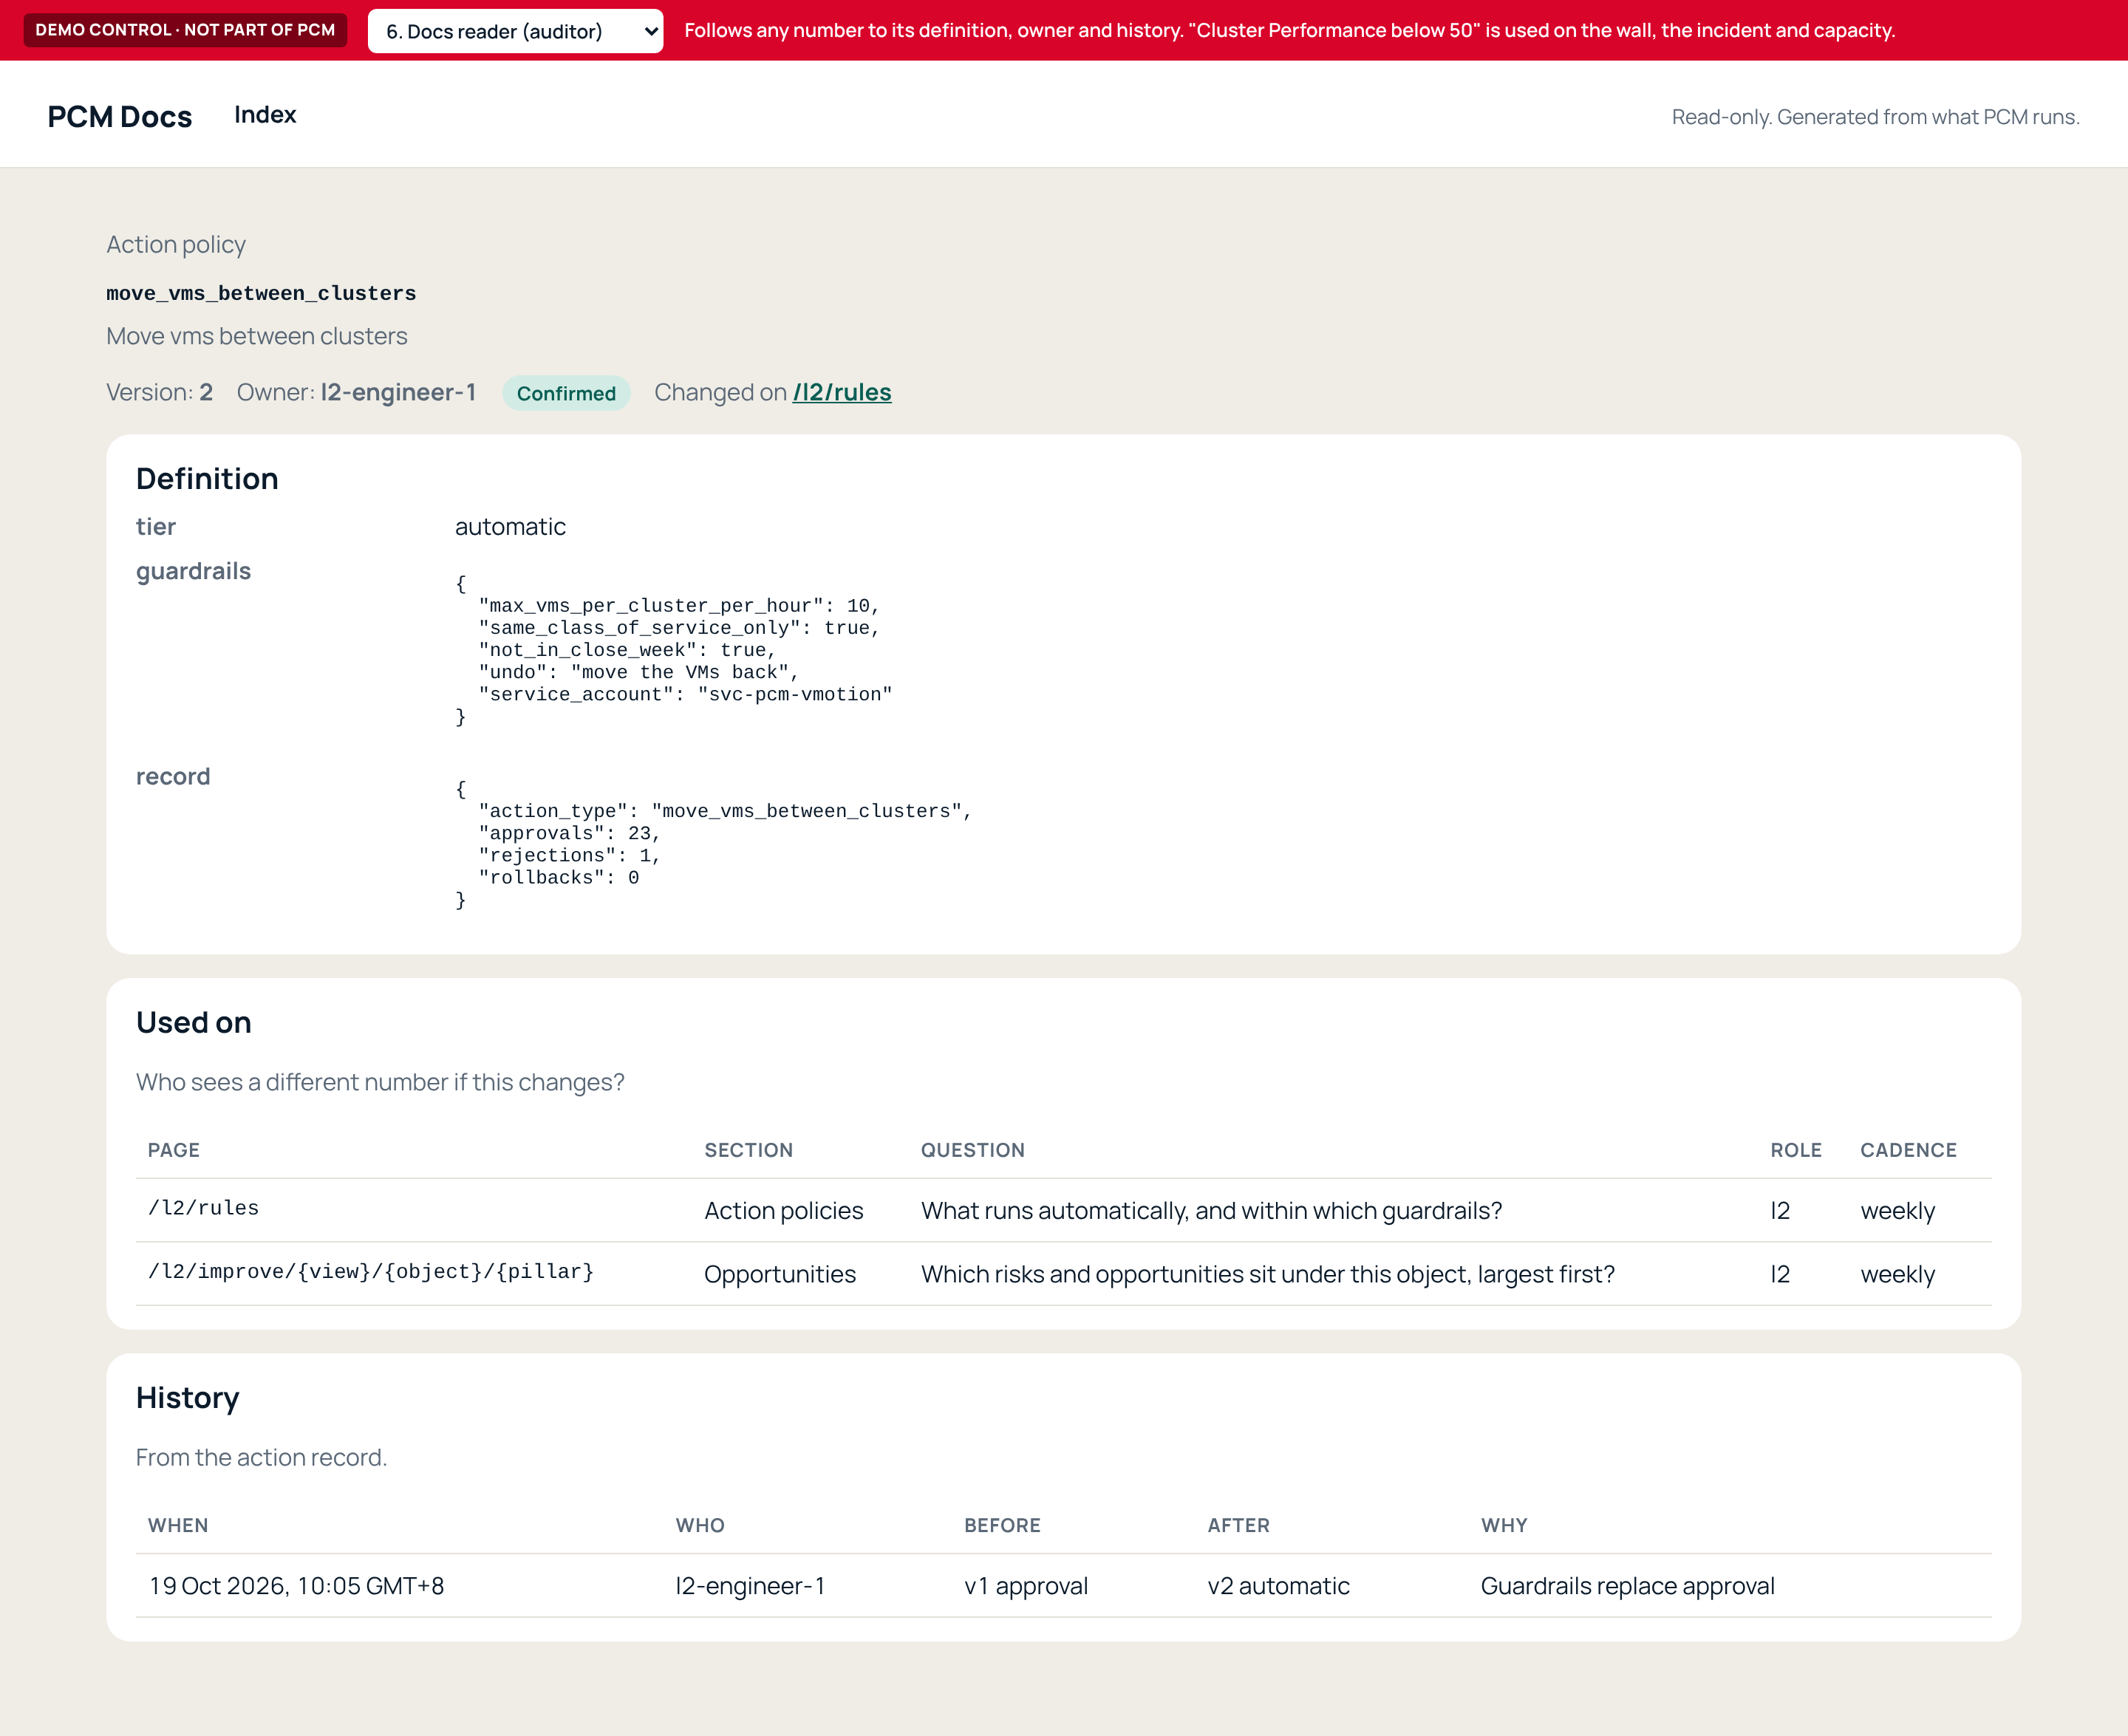 DEMO CONTROL · NOT PART OF PCM
6. Docs reader (auditor)
Follows any number to its definition, owner and history. "Cluster Performance below 50" is used on the wall, the incident and capacity.
PCM Docs
Index
Read-only. Generated from what PCM runs.
Action policy
move_vms_between_clusters
Move vms between clusters
Version: 2 Owner: l2-engineer-1 Confirmed Changed on /l2/rules
Definition
tier automatic
guardrails
{
"max_vms_per_cluster_per_hour": 10,
"same_class_of_service_only": true,
"not_in_close_week": true,
"undo": "move the VMs back",
"service_account": "svc-pcm-vmotion"
}
record
{
"action_type": "move_vms_between_clusters",
"approvals": 23,
"rejections": 1,
"rollbacks": 0
}
Used on
Who sees a different number if this changes?
PAGE SECTION QUESTION ROLE CADENCE
/l2/rules Action policies What runs automatically, and within which guardrails? l2 weekly
/l2/improve/{view}/{object}/{pillar} Opportunities Which risks and opportunities sit under this object, largest first? l2 weekly
History
From the action record.
WHEN WHO BEFORE AFTER WHY
19 Oct 2026, 10:05 GMT+8 l2-engineer-1 v1 approval v2 automatic Guardrails replace approval